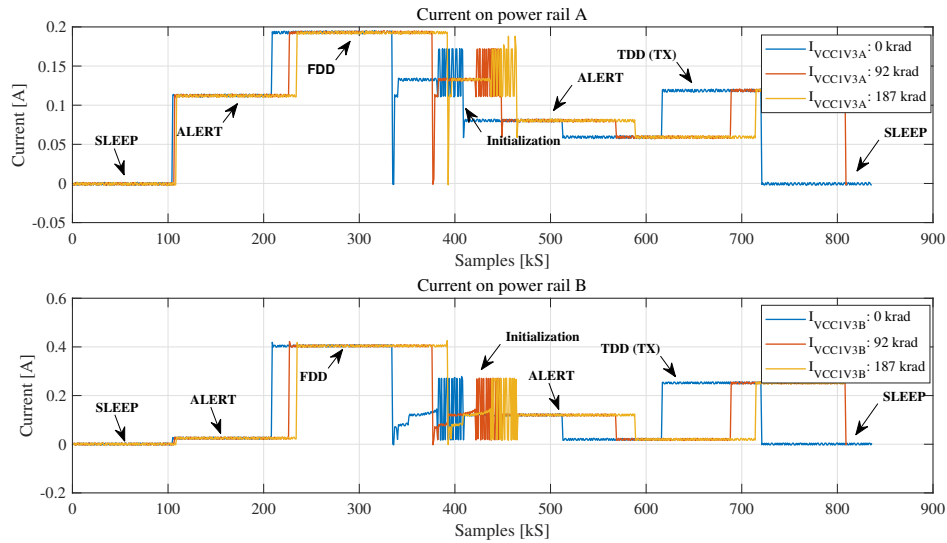 Current on power rail A
Current [A]
0.2
0.15
0.1
0.05
0
-0.05
SLEEP
ALERT
FDD
Initialization
ALERT
TDD (TX)
SLEEP
I_VCC1V3A: 0 krad
I_VCC1V3A: 92 krad
I_VCC1V3A: 187 krad
0 100 200 300 400 500 600 700 800 900
Samples [kS]
Current on power rail B
Current [A]
0.6
0.4
0.2
0
-0.2
SLEEP
ALERT
FDD
Initialization
ALERT
TDD (TX)
SLEEP
I_VCC1V3B: 0 krad
I_VCC1V3B: 92 krad
I_VCC1V3B: 187 krad
0 100 200 300 400 500 600 700 800 900
Samples [kS]